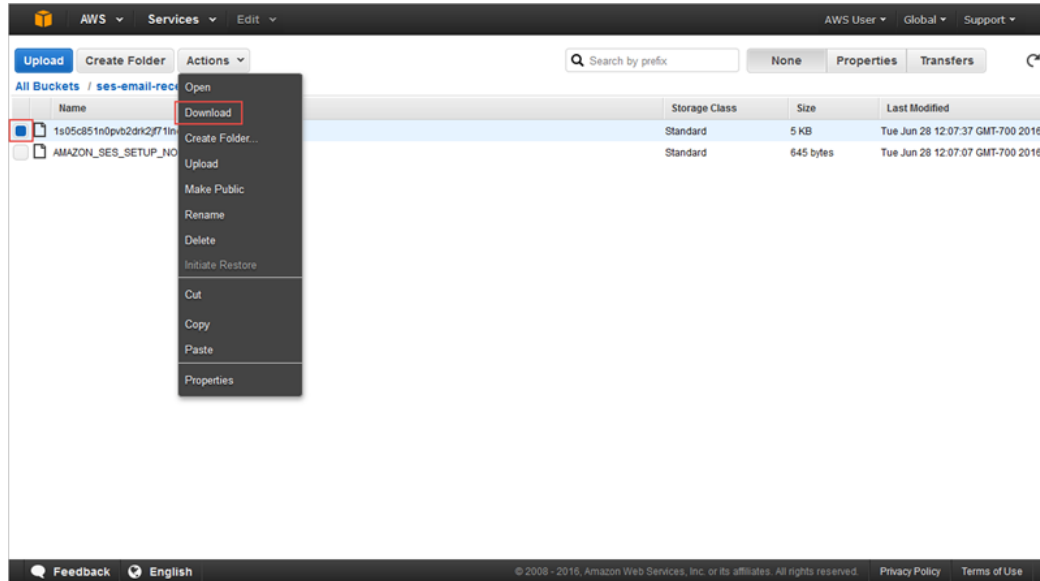 AWS Services Edit AWS User Global Support
Upload Create Folder Actions Search by prefix None Properties Transfers
All Buckets / ses-email-rece
Open
Name Storage Class Size Last Modified
Download
1s05c851n0pvb2drk2jf71ln Standard 5 KB Tue Jun 28 12:07:37 GMT-700 2016
Create Folder...
AMAZON_SES_SETUP_NO Standard 645 bytes Tue Jun 28 12:07:07 GMT-700 2016
Upload
Make Public
Rename
Delete
Initiate Restore
Cut
Copy
Paste
Properties
Feedback English © 2008 - 2016, Amazon Web Services, Inc. or its affiliates. All rights reserved. Privacy Policy Terms of Use